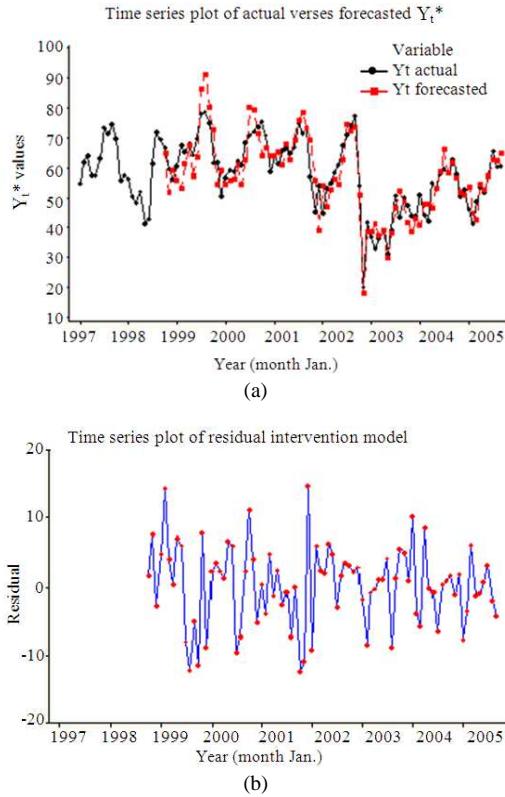 Time series plot of actual verses forecasted Yt*
100
90
80
70
60
50
40
30
20
10
Yt* values
Variable
Yt actual
Yt forecasted
1997 1998 1999 2000 2001 2002 2003 2004 2005
Year (month Jan.)
(a)
Time series plot of residual intervention model
20
10
0
-10
-20
Residual
1997 1998 1999 2000 2001 2002 2003 2004 2005
Year (month Jan.)
(b)